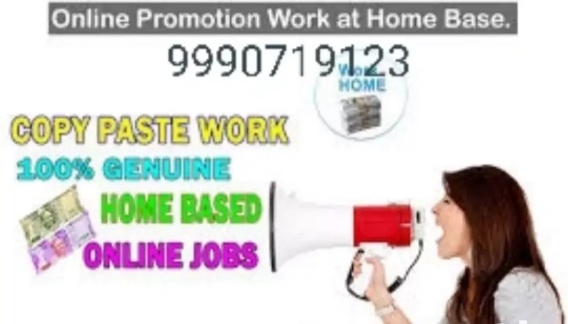 Online Promotion Work at Home Base.
9990719123
Work
HOME
COPY PASTE WORK
100% GENUINE
HOME BASED
ONLINE JOBS